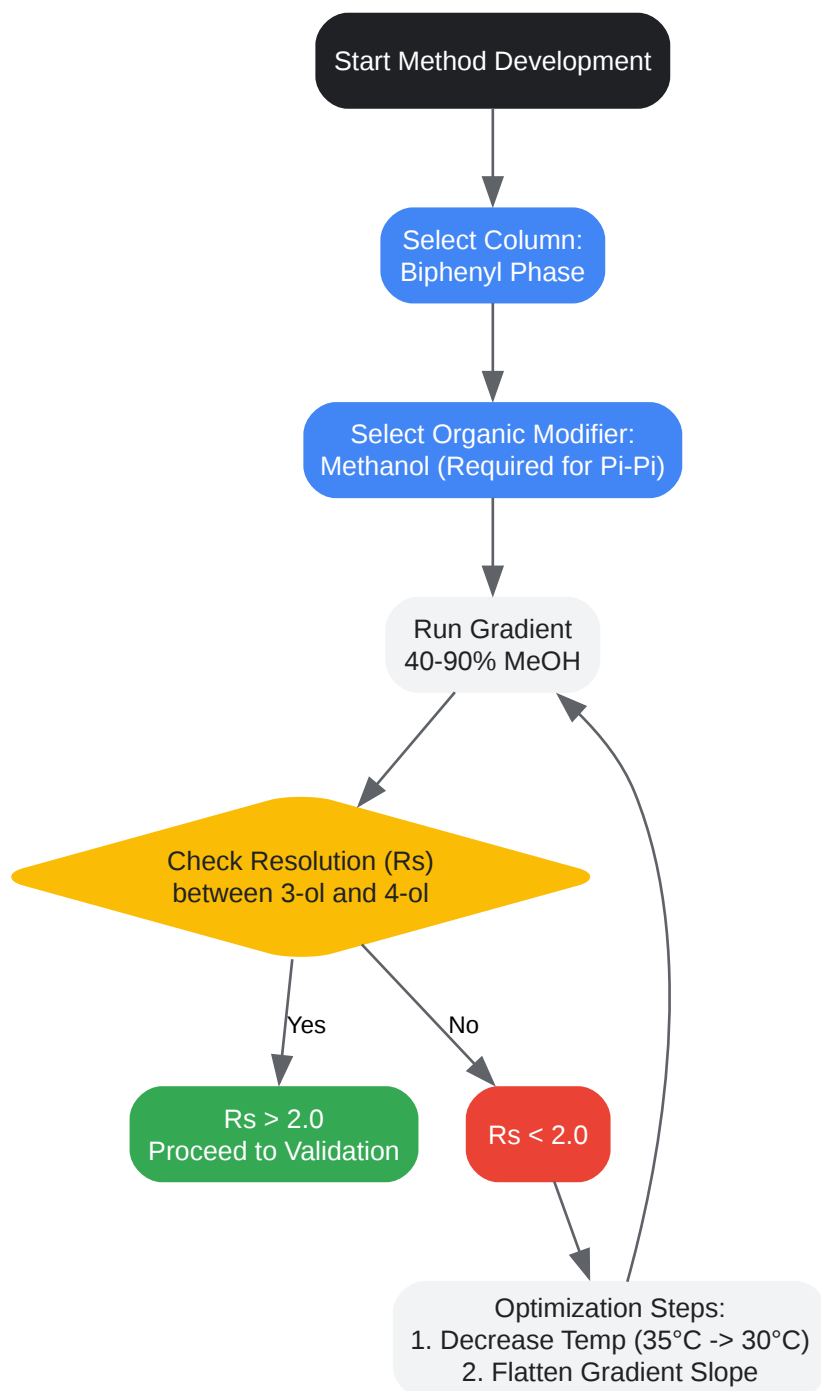 Start Method Development
Select Column:
Biphenyl Phase
Select Organic Modifier:
Methanol (Required for Pi-Pi)
Run Gradient
40-90% MeOH
Check Resolution (Rs)
between 3-ol and 4-ol
Yes
No
Rs > 2.0
Proceed to Validation
Rs < 2.0
Optimization Steps:
1. Decrease Temp (35°C -> 30°C)
2. Flatten Gradient Slope